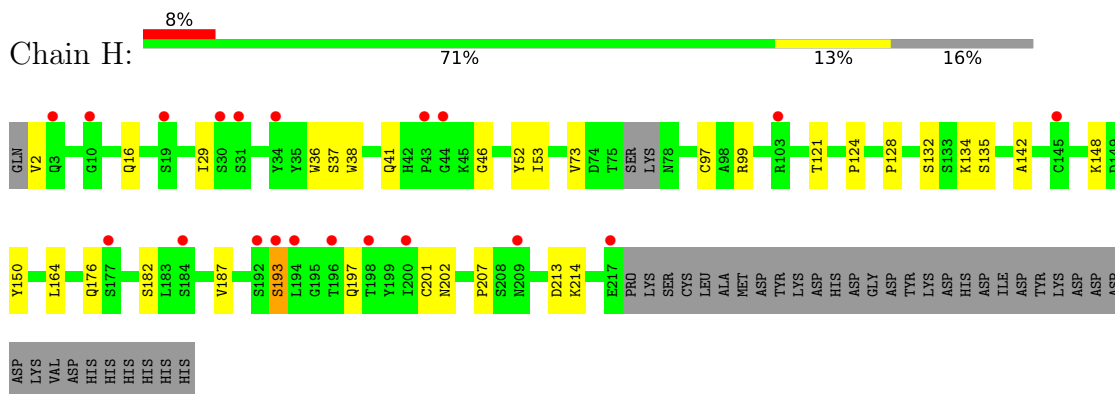 8%
Chain H:
71% 13% 16%
GLN V2 Q3 G10 Q16 S19 I29 S30 S31 Y34 Y35 W36 S37 W38 Q41 H42 P43 G44 K45 G46 Y52 I53 V73 D74 T75 SER LYS N78 C97 A98 R99 R103 T121 P124 P128 S132 S133 K134 S135 A142 C145 K148 D149
Y150 L164 Q176 S177 S182 L183 S184 V187 S192 S193 L194 G195 T196 Q197 T198 Y199 I200 C201 N202 P207 S208 N209 D213 K214 E217 PRO LYS SER CYS LEU ALA MET ASP TYR LYS ASP HIS ASP GLY ASP TYR LYS ASP HIS ASP ILE ASP TYR LYS ASP ASP ASP
ASP LYS VAL ASP HIS HIS HIS HIS HIS HIS